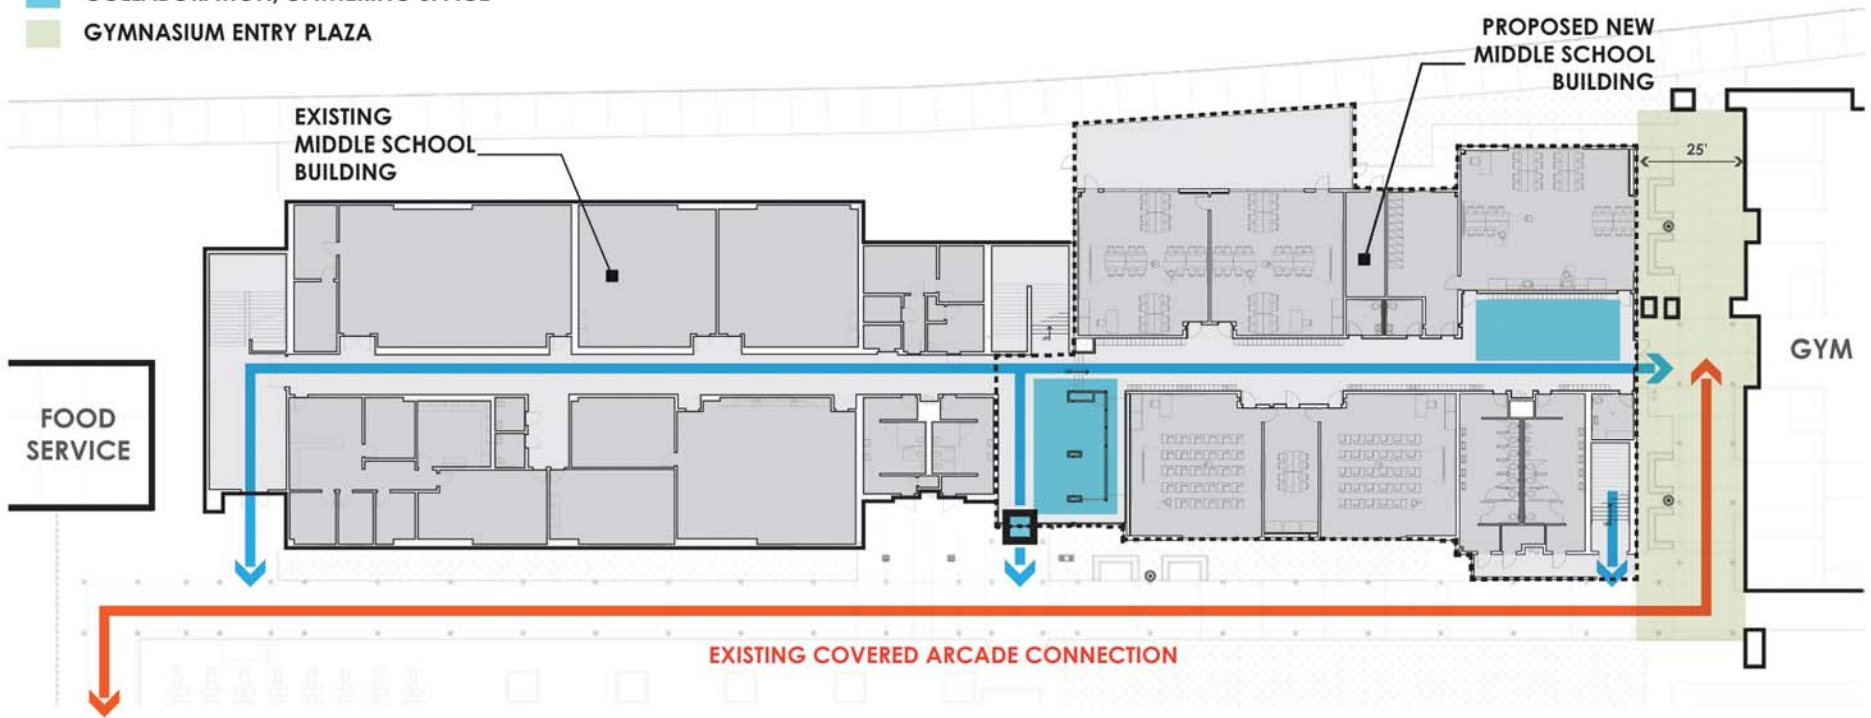 GYMNASIUM ENTRY PLAZA
PROPOSED NEW
MIDDLE SCHOOL
BUILDING
EXISTING
MIDDLE SCHOOL
BUILDING
25'
GYM
FOOD
SERVICE
EXISTING COVERED ARCADE CONNECTION